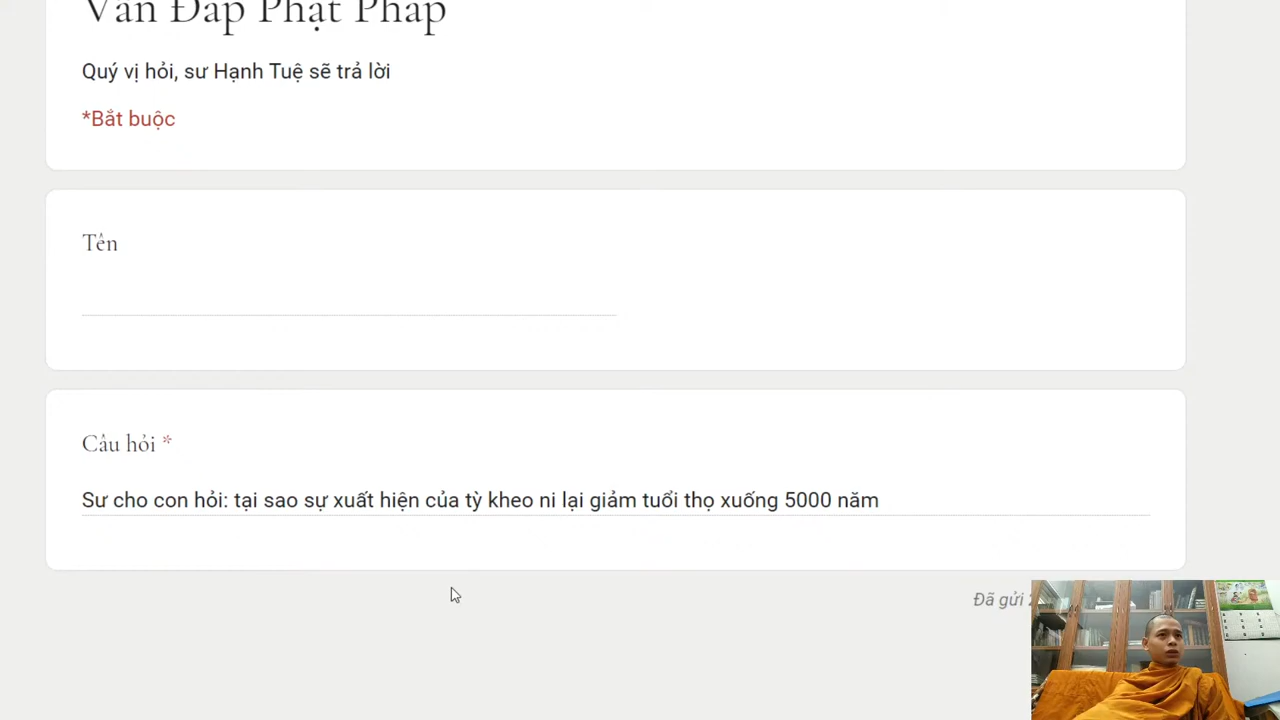 Vấn Đáp Phật Pháp
Quý vị hỏi, sư Hạnh Tuệ sẽ trả lời
*Bắt buộc
Tên
Câu hỏi *
Sư cho con hỏi: tại sao sự xuất hiện của tỳ kheo ni lại giảm tuổi thọ xuống 5000 năm
Đã gửi